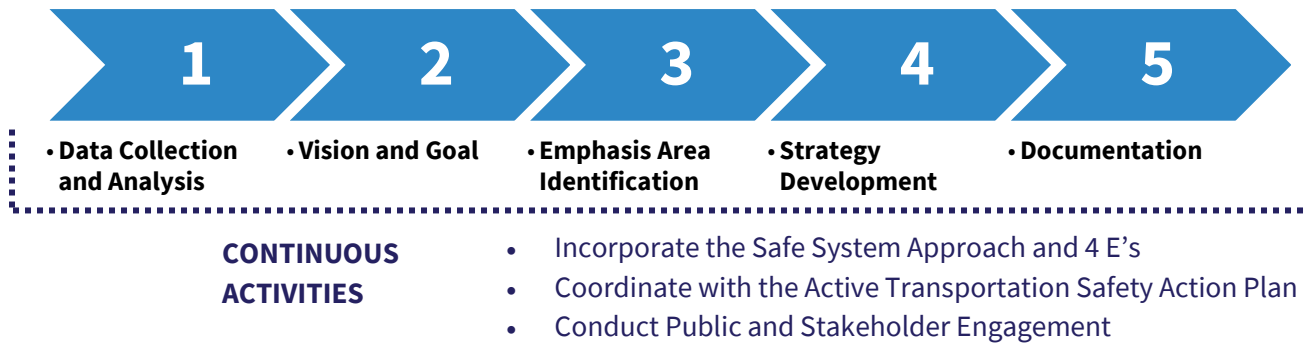 1 2 3 4 5
• Data Collection and Analysis
• Vision and Goal
• Emphasis Area Identification
• Strategy Development
• Documentation
CONTINUOUS ACTIVITIES
• Incorporate the Safe System Approach and 4 E’s
• Coordinate with the Active Transportation Safety Action Plan
• Conduct Public and Stakeholder Engagement